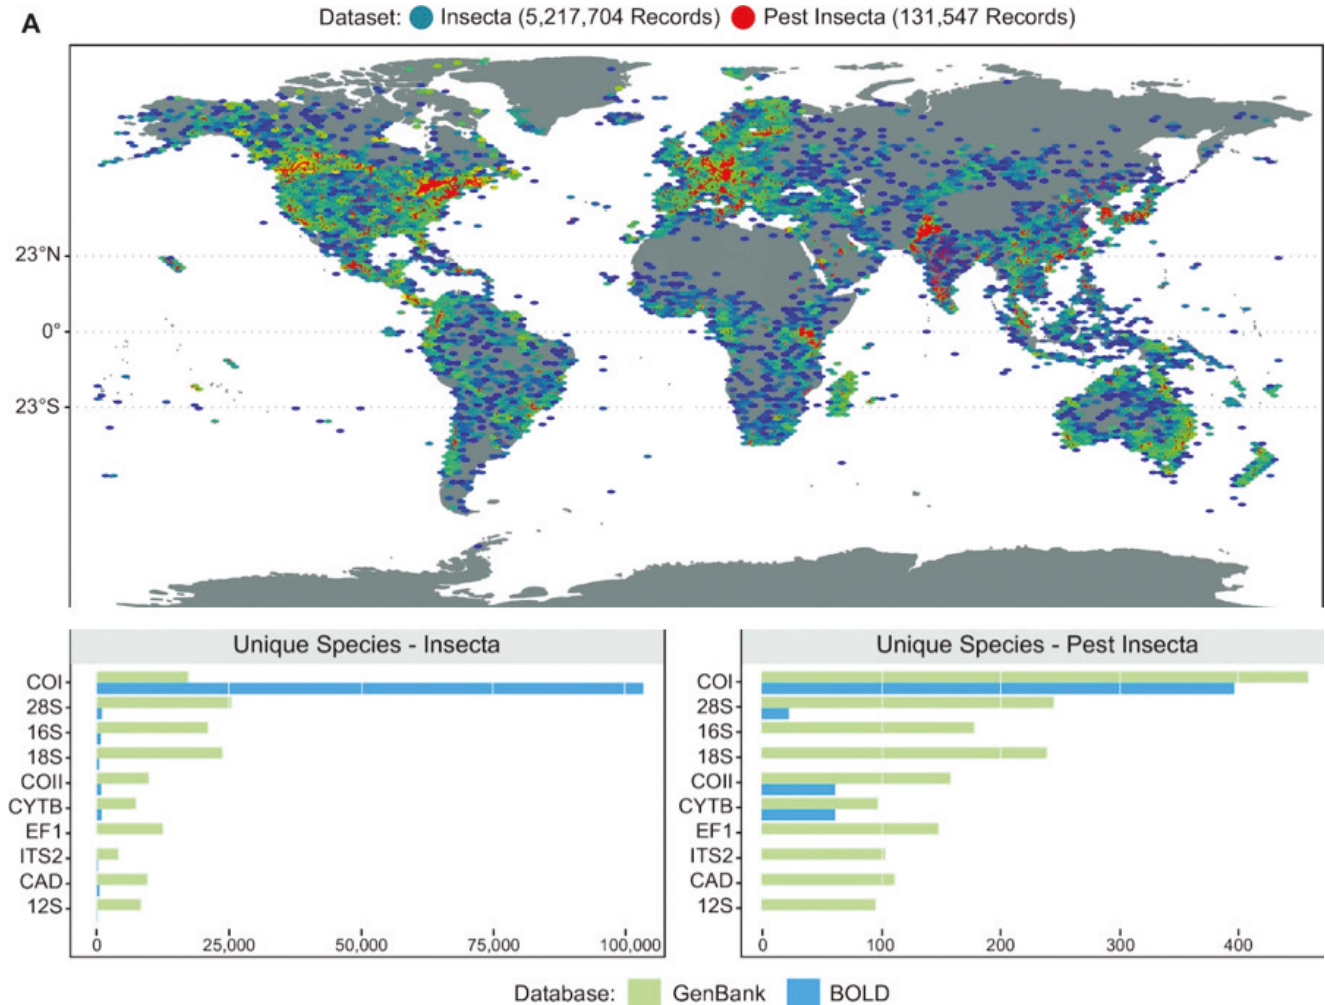 A
Dataset: Insecta (5,217,704 Records) Pest Insecta (131,547 Records)
23°N
0°
23°S
Unique Species - Insecta
COI
28S
16S
18S
COII
CYTB
EF1
ITS2
CAD
12S
0 25,000 50,000 75,000 100,000
Unique Species - Pest Insecta
COI
28S
16S
18S
COII
CYTB
EF1
ITS2
CAD
12S
0 100 200 300 400
Database: GenBank BOLD